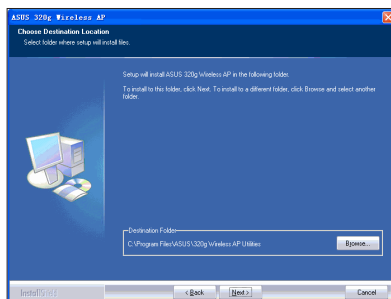 ASUS 320g Wireless AP
Choose Destination Location
Select folder where setup will install files.
Setup will install ASUS 320g Wireless AP in the following folder.
To install to this folder, click Next. To install to a different folder, click Browse and select another
folder.
Destination Folder
C:\Program Files\ASUS\320g Wireless AP Utilities
Browse...
InstallShield
< Back
Next >
Cancel